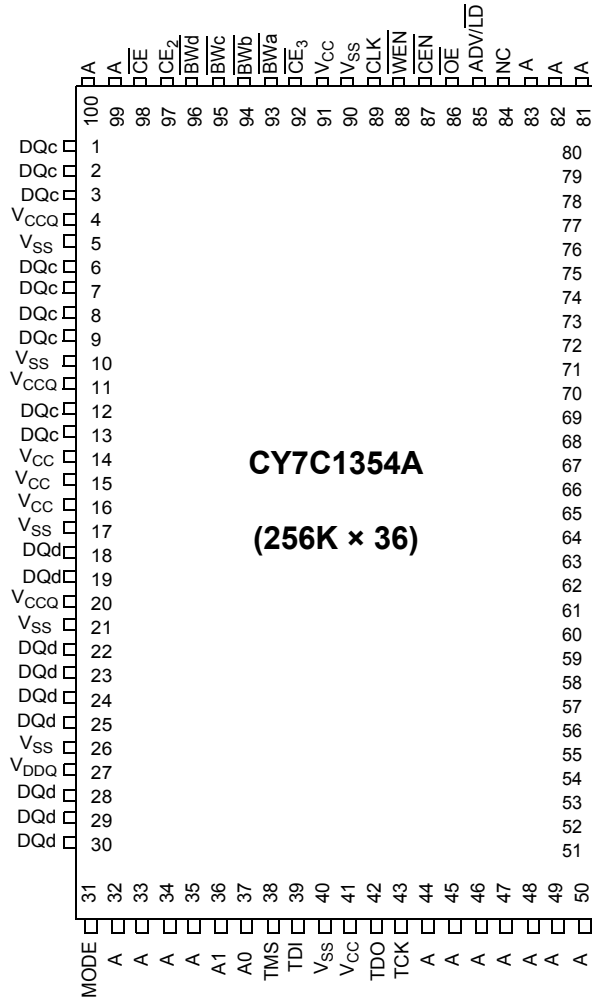 A A CE CE2 BWd BWc BWb BWa CE3 VCC VSS CLK WEN CEN OE ADV/LD NC A A A
100 99 98 97 96 95 94 93 92 91 90 89 88 87 86 85 84 83 82 81
DQc 1
DQc 2
DQc 3
VCCQ 4
VSS 5
DQc 6
DQc 7
DQc 8
DQc 9
VSS 10
VCCQ 11
DQc 12
DQc 13
VCC 14
VCC 15
VCC 16
VSS 17
DQd 18
DQd 19
VCCQ 20
VSS 21
DQd 22
DQd 23
DQd 24
DQd 25
VSS 26
VDDQ 27
DQd 28
DQd 29
DQd 30
CY7C1354A
(256K × 36)
80
79
78
77
76
75
74
73
72
71
70
69
68
67
66
65
64
63
62
61
60
59
58
57
56
55
54
53
52
51
31 32 33 34 35 36 37 38 39 40 41 42 43 44 45 46 47 48 49 50
MODE A A A A A1 A0 TMS TDI VSS VCC TDO TCK A A A A A A A